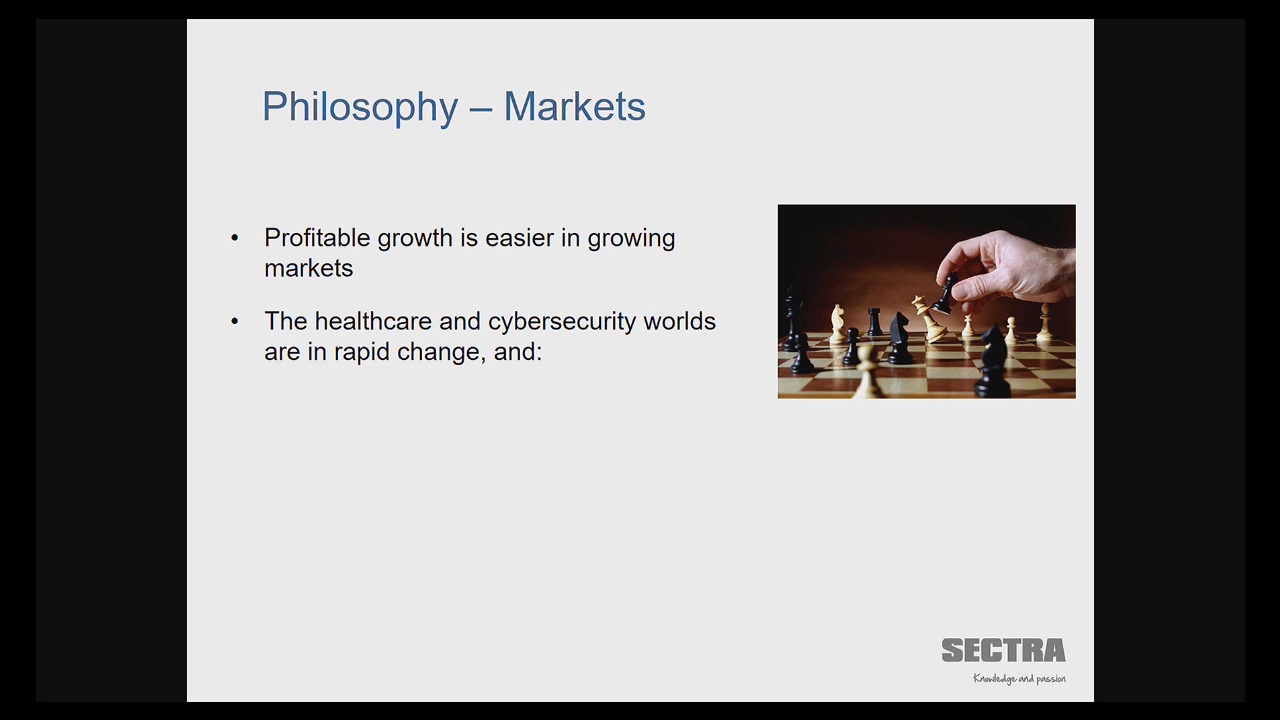 Philosophy – Markets
• Profitable growth is easier in growing
markets
• The healthcare and cybersecurity worlds
are in rapid change, and:
SECTRA
Knowledge and passion